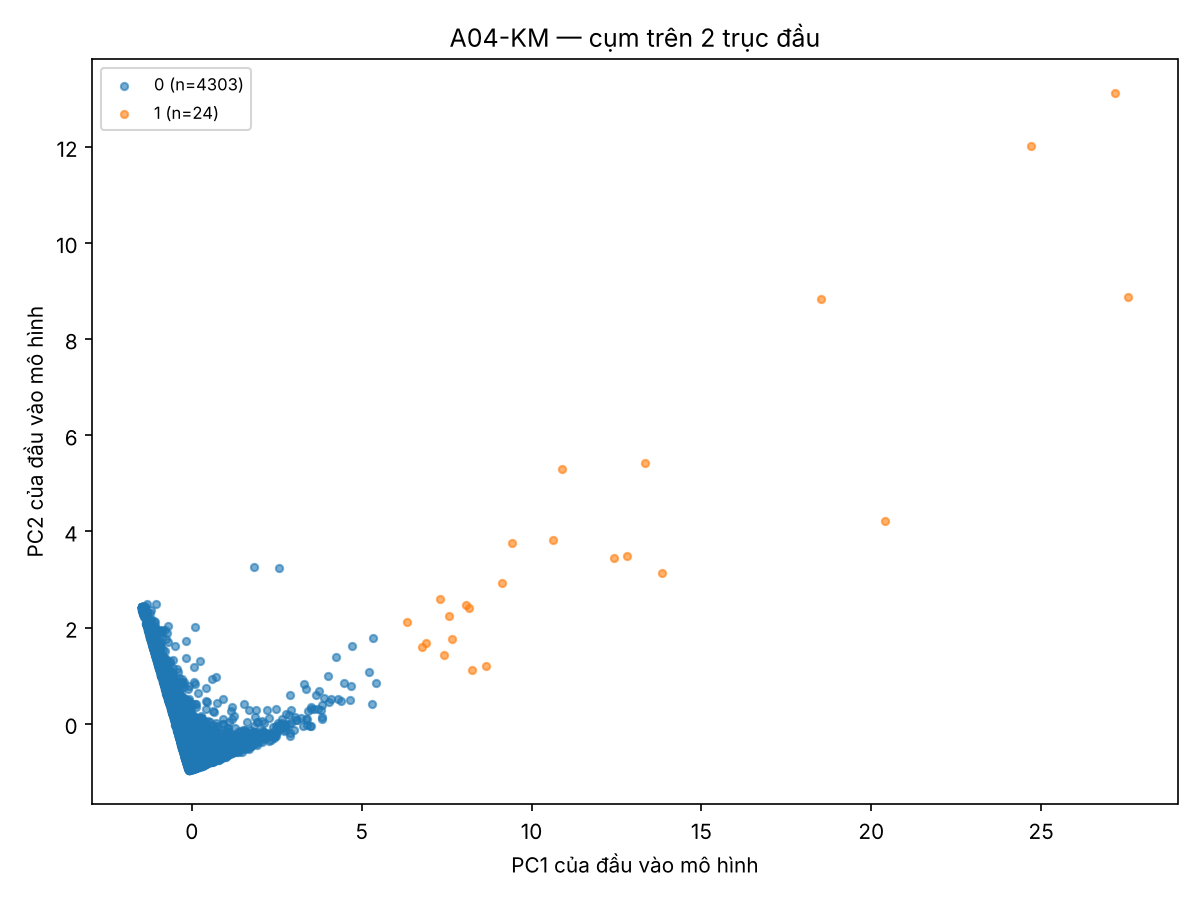 A04-KM — cụm trên 2 trục đầu
0 (n=4303)
1 (n=24)
12
10
8
6
4
2
0
PC2 của đầu vào mô hình
0
5
10
15
20
25
PC1 của đầu vào mô hình